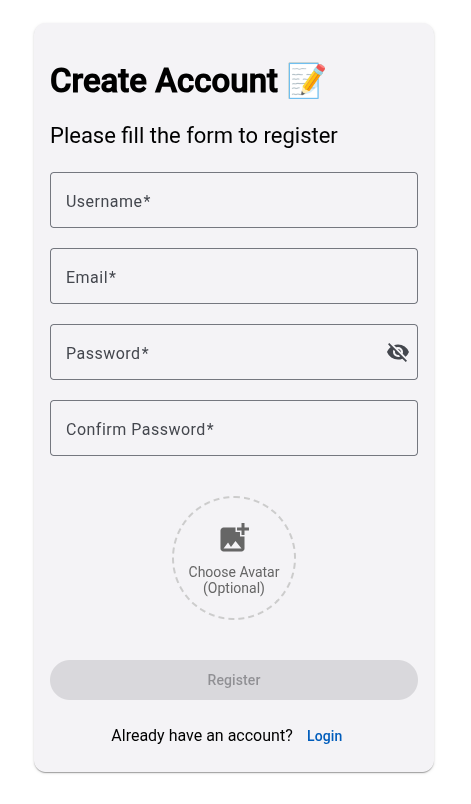 Create Account 📝
Please fill the form to register
Username*
Email*
Password*
Confirm Password*
Choose Avatar
(Optional)
Register
Already have an account? Login